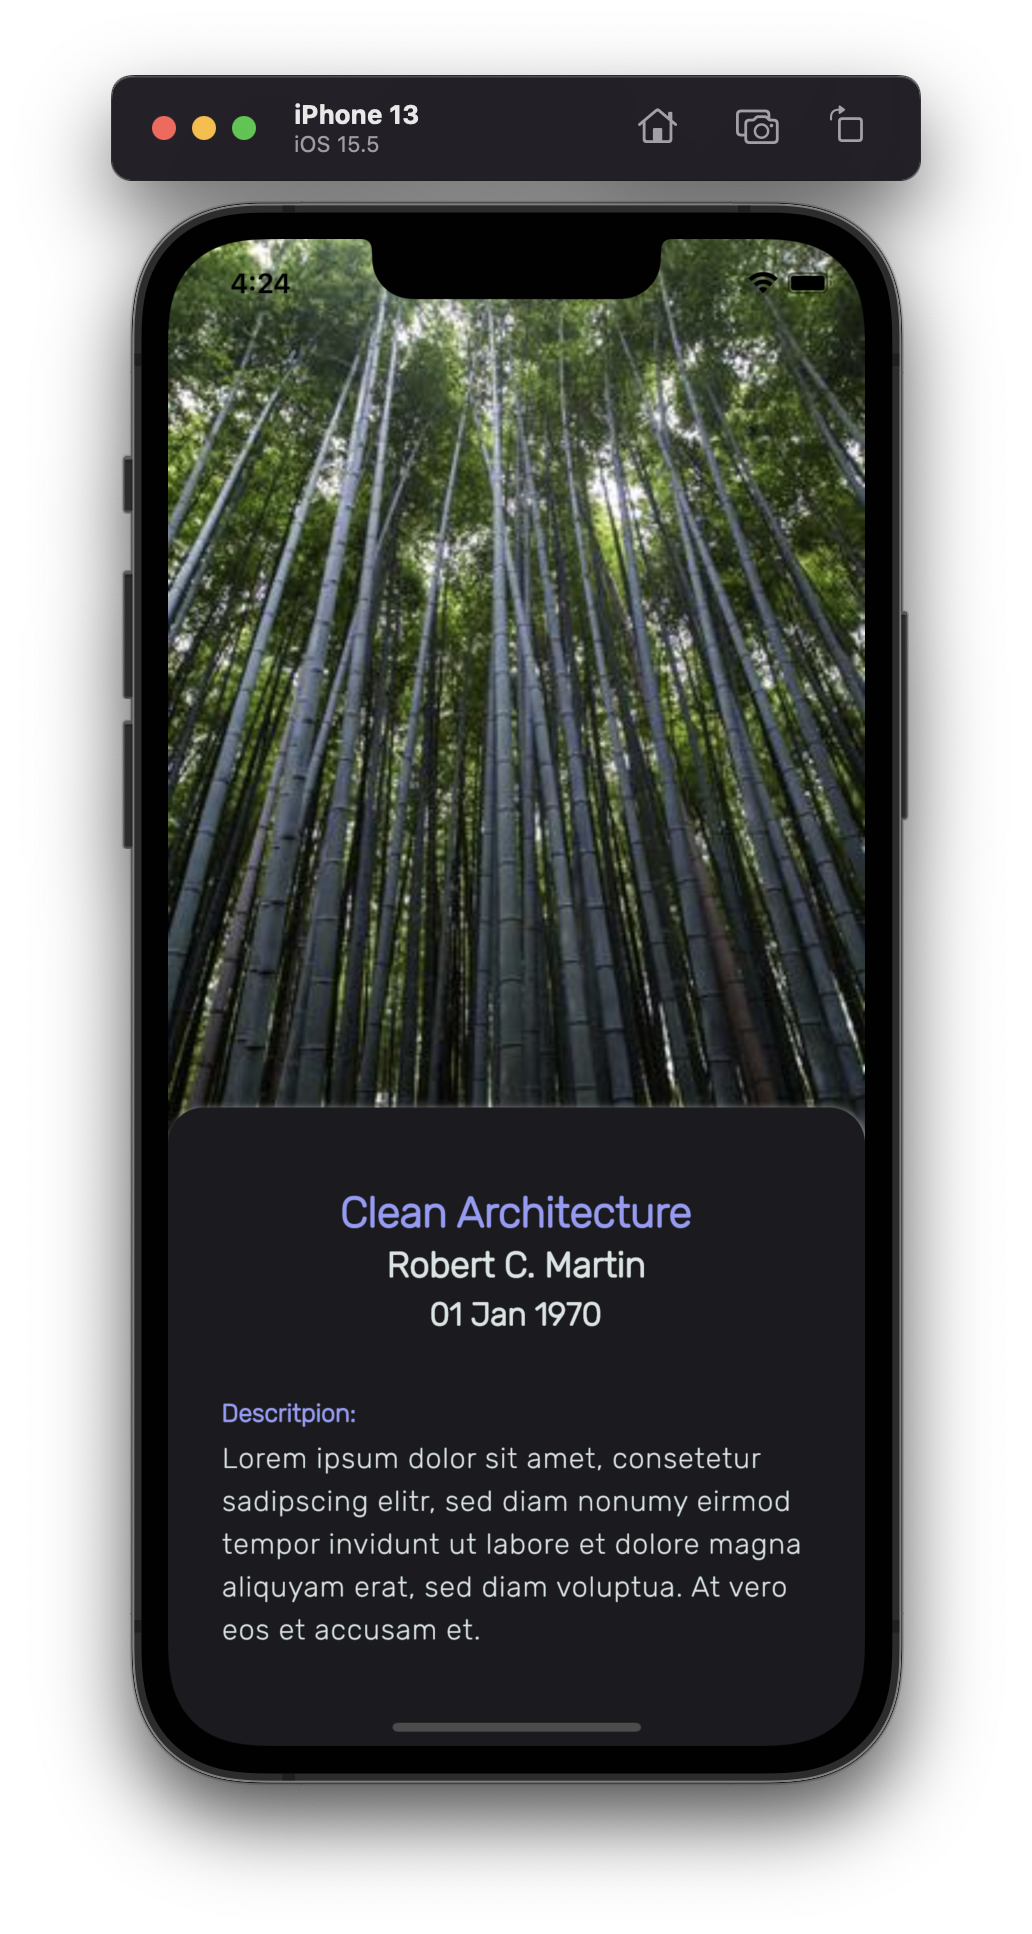 iPhone 13
iOS 15.5
4:24
Clean Architecture
Robert C. Martin
01 Jan 1970
Descritpion:
Lorem ipsum dolor sit amet, consetetur
sadipscing elitr, sed diam nonumy eirmod
tempor invidunt ut labore et dolore magna
aliquyam erat, sed diam voluptua. At vero
eos et accusam et.